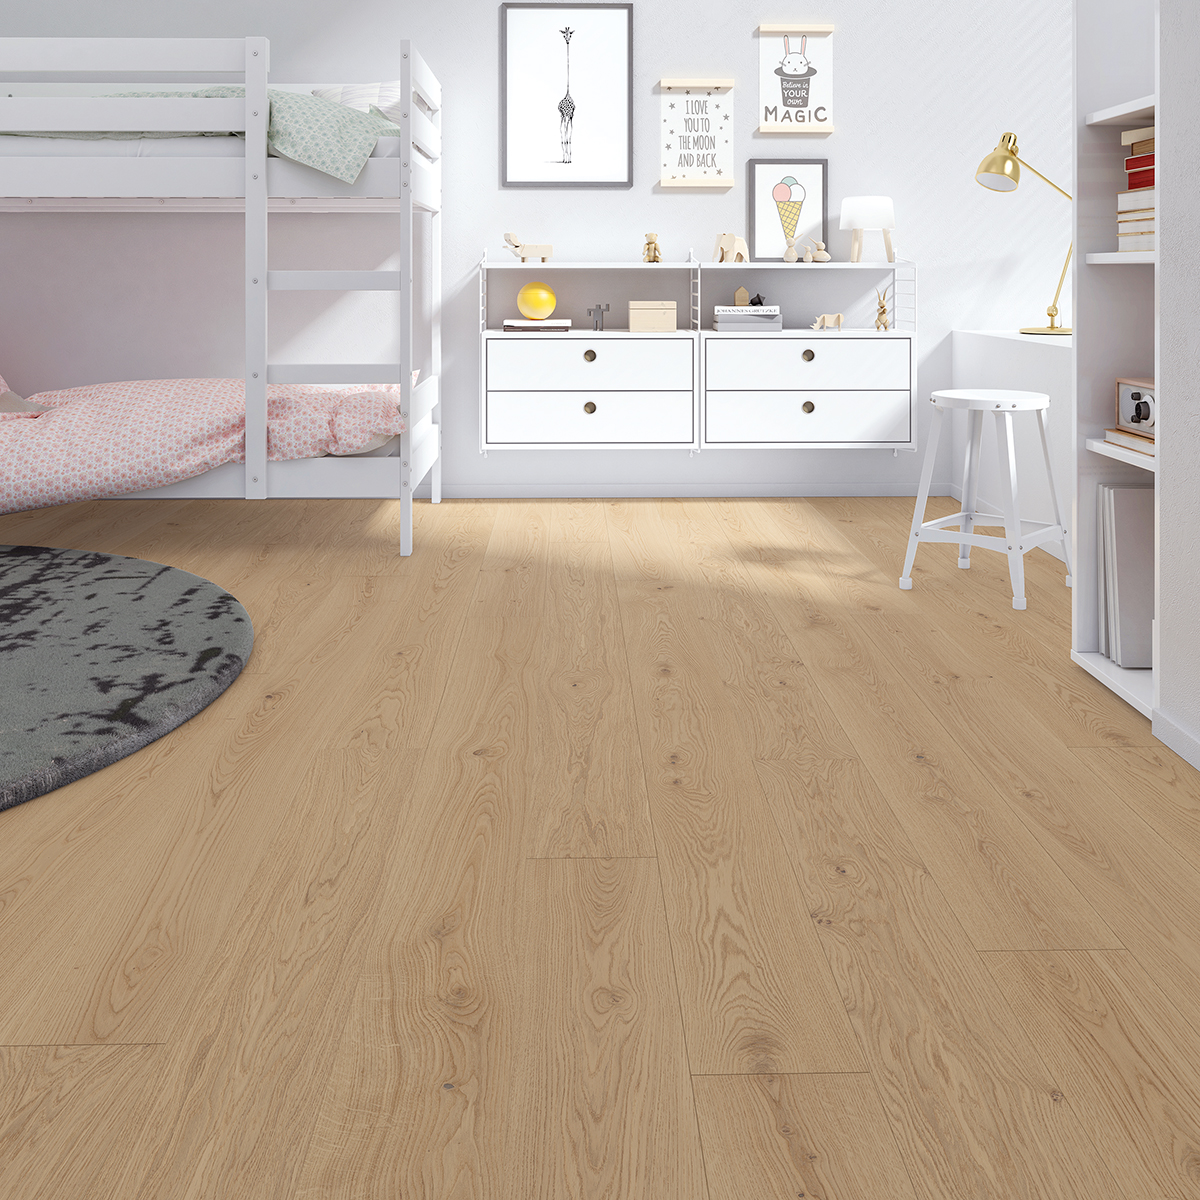 I LOVE
YOU TO
THE MOON
AND BACK
Believe in
YOUR
OWN
MAGIC